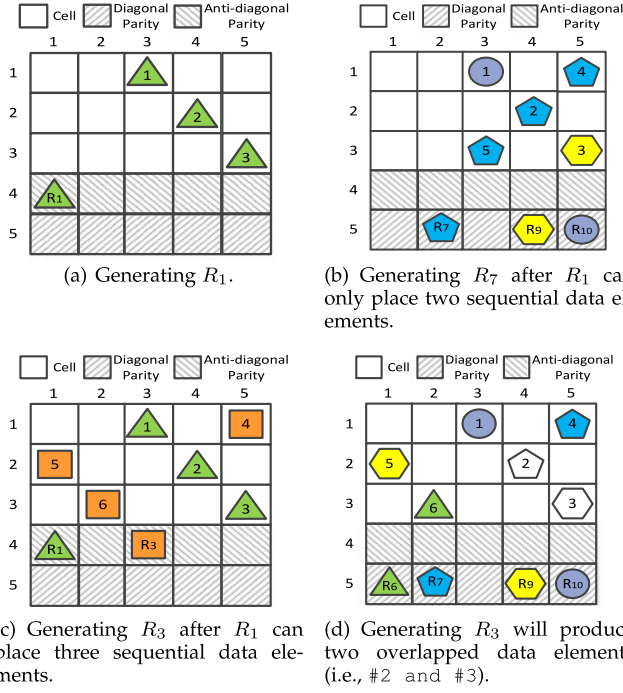 Cell Diagonal Parity Anti-diagonal Parity
1 2 3 4 5
1 1
2 2
3 3
4 R1
5
(a) Generating R1.
Cell Diagonal Parity Anti-diagonal Parity
1 2 3 4 5
1 1 4
2 2
3 5 3
4
5 R7 R9 R10
(b) Generating R7 after R1 can
only place two sequential data el-
ements.
Cell Diagonal Parity Anti-diagonal Parity
1 2 3 4 5
1 1 4
2 5 2
3 6 3
4 R1 R3
5
c) Generating R3 after R1 can
place three sequential data ele-
ments.
Cell Diagonal Parity Anti-diagonal Parity
1 2 3 4 5
1 1 4
2 5 2
3 6 3
4
5 R6 R7 R9 R10
(d) Generating R3 will produc
two overlapped data element
(i.e., #2 and #3).